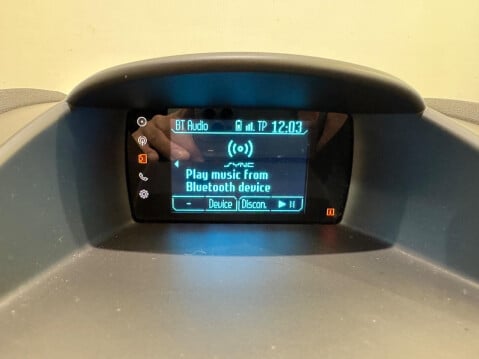 BT Audio TP 12:03
SYNC
Play music from
Bluetooth device
- Device Discon.